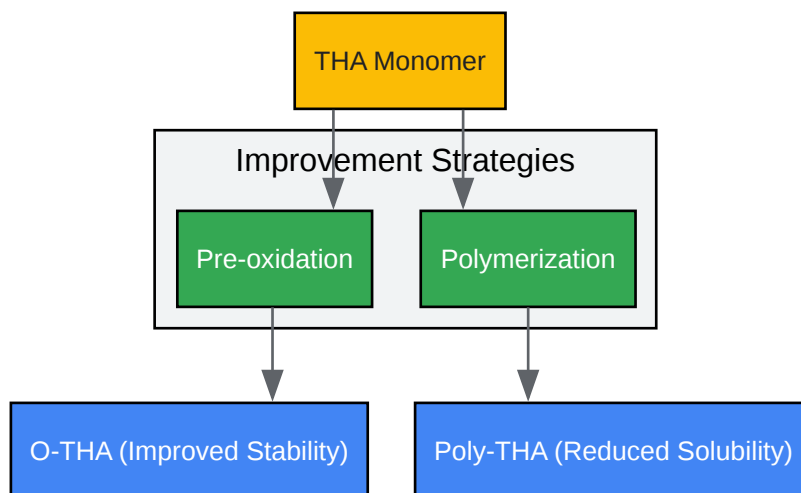 THA Monomer
Improvement Strategies
Pre-oxidation
Polymerization
O-THA (Improved Stability)
Poly-THA (Reduced Solubility)